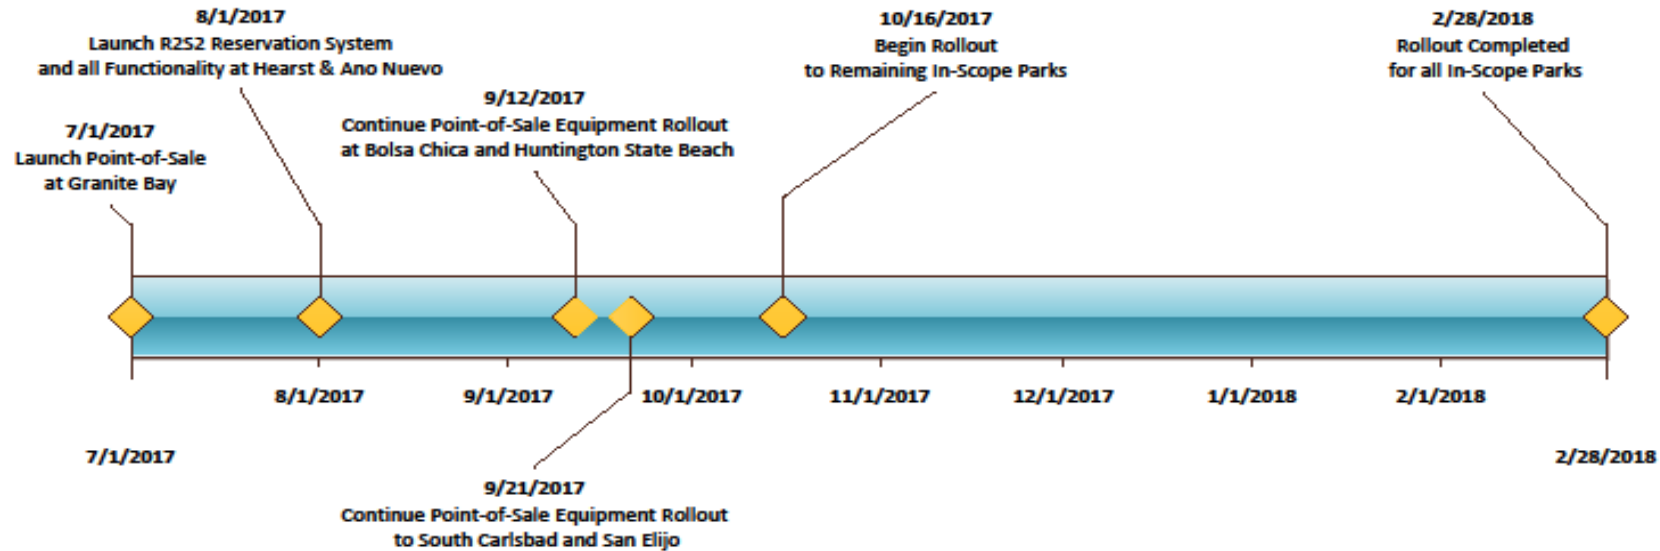 8/1/2017
Launch R2S2 Reservation System
and all Functionality at Hearst & Ano Nuevo
10/16/2017
Begin Rollout
to Remaining In-Scope Parks
2/28/2018
Rollout Completed
for all In-Scope Parks
9/12/2017
Continue Point-of-Sale Equipment Rollout
at Bolsa Chica and Huntington State Beach
7/1/2017
Launch Point-of-Sale
at Granite Bay
8/1/2017
9/1/2017
10/1/2017
11/1/2017
12/1/2017
1/1/2018
2/1/2018
7/1/2017
2/28/2018
9/21/2017
Continue Point-of-Sale Equipment Rollout
to South Carlsbad and San Elijo